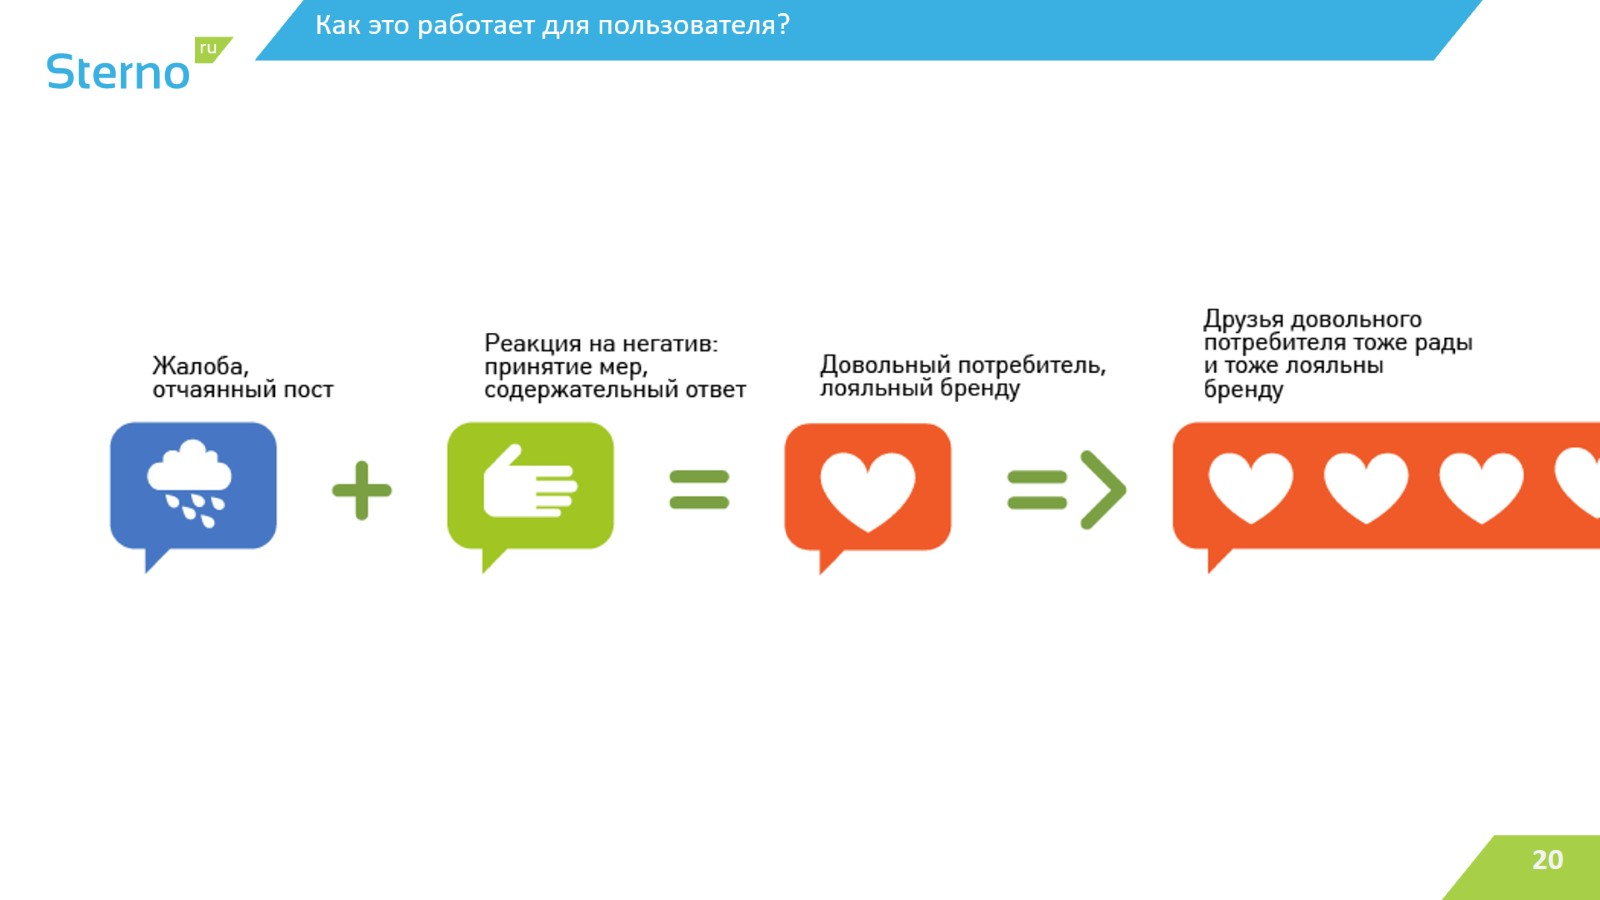 Как это работает для пользователя?
Sterno
ru
Жалоба,
отчаянный пост
Реакция на негатив:
принятие мер,
содержательный ответ
Довольный потребитель,
лояльный бренду
Друзья довольного
потребителя тоже рады
и тоже лояльны
бренду
20